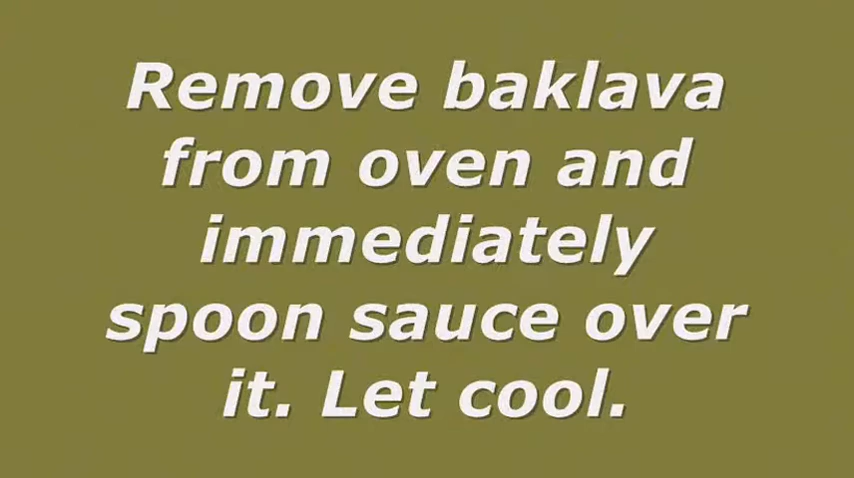 Remove baklava
from oven and
immediately
spoon sauce over
it. Let cool.